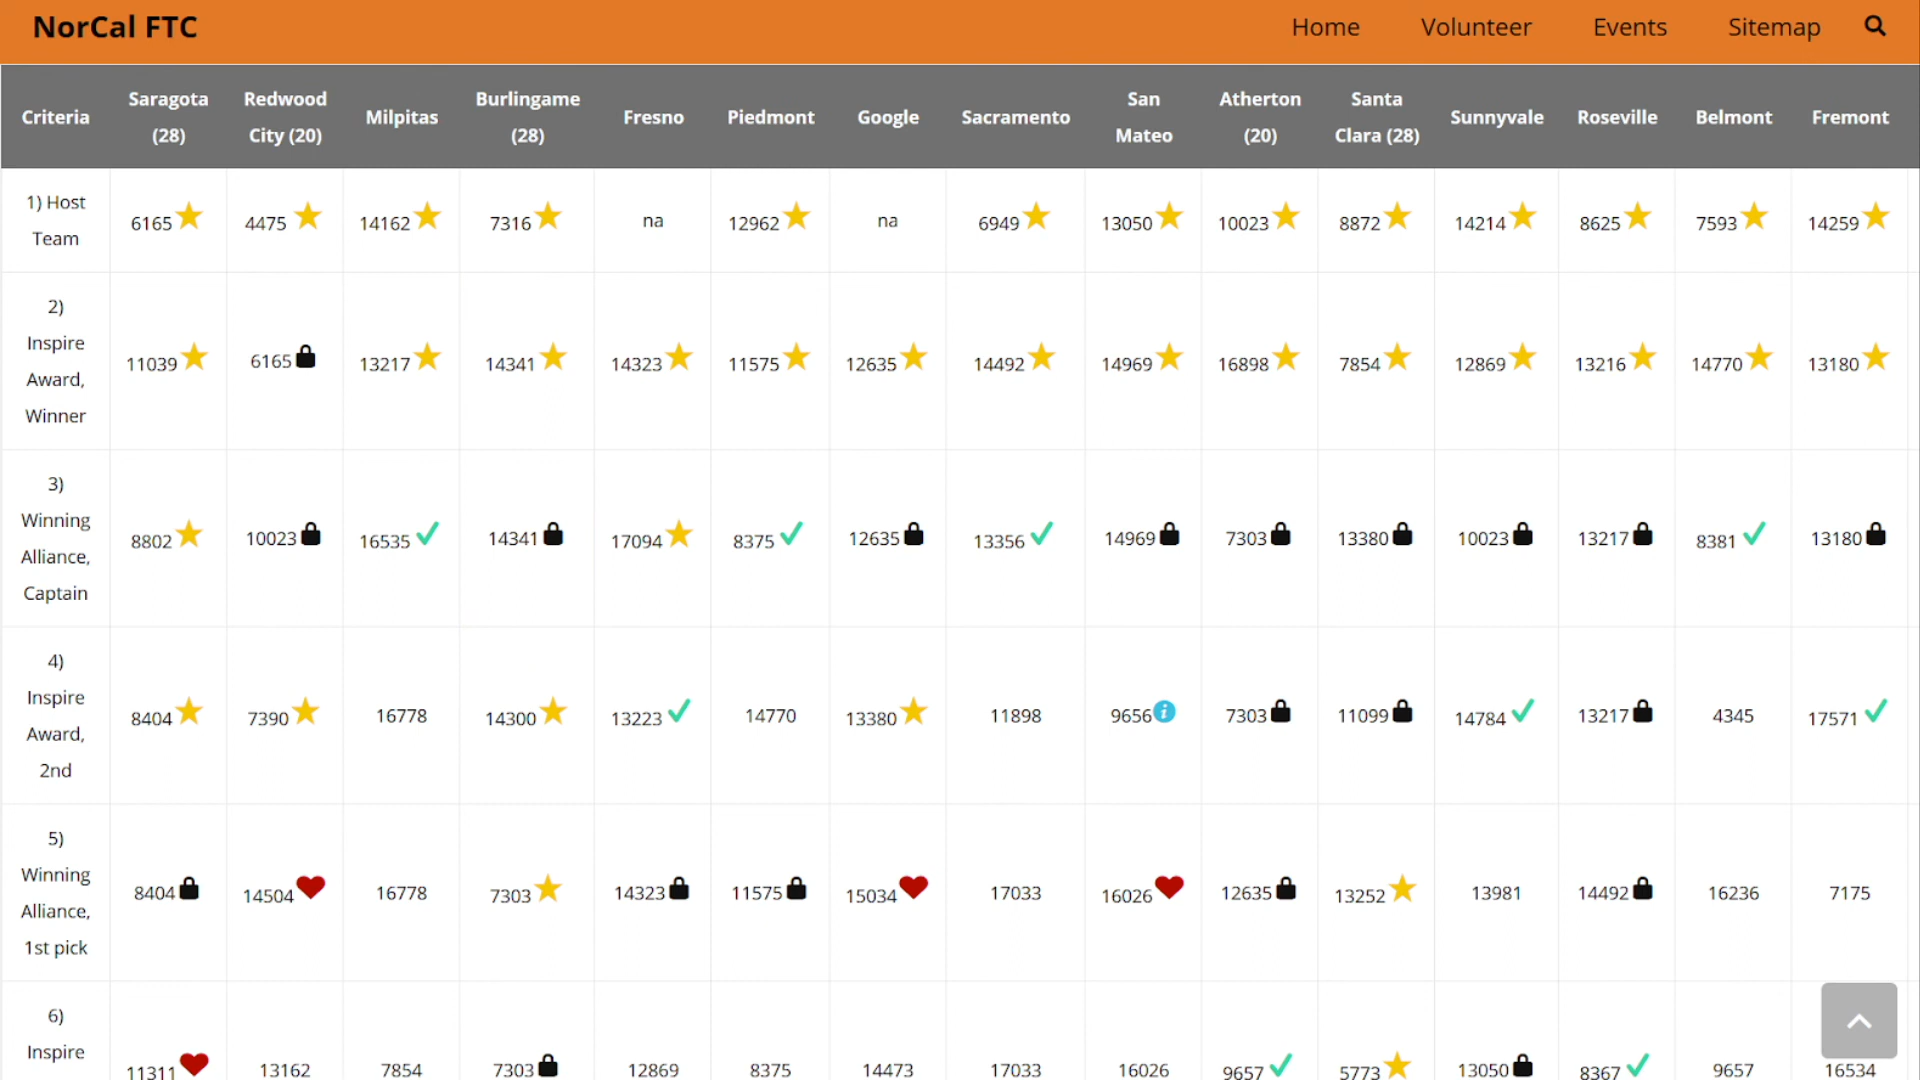 NorCal FTC Home Volunteer Events Sitemap
Criteria Saragota (28) Redwood City (20) Milpitas Burlingame (28) Fresno Piedmont Google Sacramento San Mateo Atherton (20) Santa Clara (28) Sunnyvale Roseville Belmont Fremont
1) Host Team 6165 4475 14162 7316 na 12962 na 6949 13050 10023 8872 14214 8625 7593 14259
2) Inspire Award, Winner 11039 6165 13217 14341 14323 11575 12635 14492 14969 16898 7854 12869 13216 14770 13180
3) Winning Alliance, Captain 8802 10023 16535 14341 17094 8375 12635 13356 14969 7303 13380 10023 13217 8381 13180
4) Inspire Award, 2nd 8404 7390 16778 14300 13223 14770 13380 11898 9656 7303 11099 14784 13217 4345 17571
5) Winning Alliance, 1st pick 8404 14504 16778 7303 14323 11575 15034 17033 16026 12635 13252 13981 14492 16236 7175
6) Inspire 11311 13162 7854 7303 12869 8375 14473 17033 16026 9657 5773 13050 8367 9657 16534